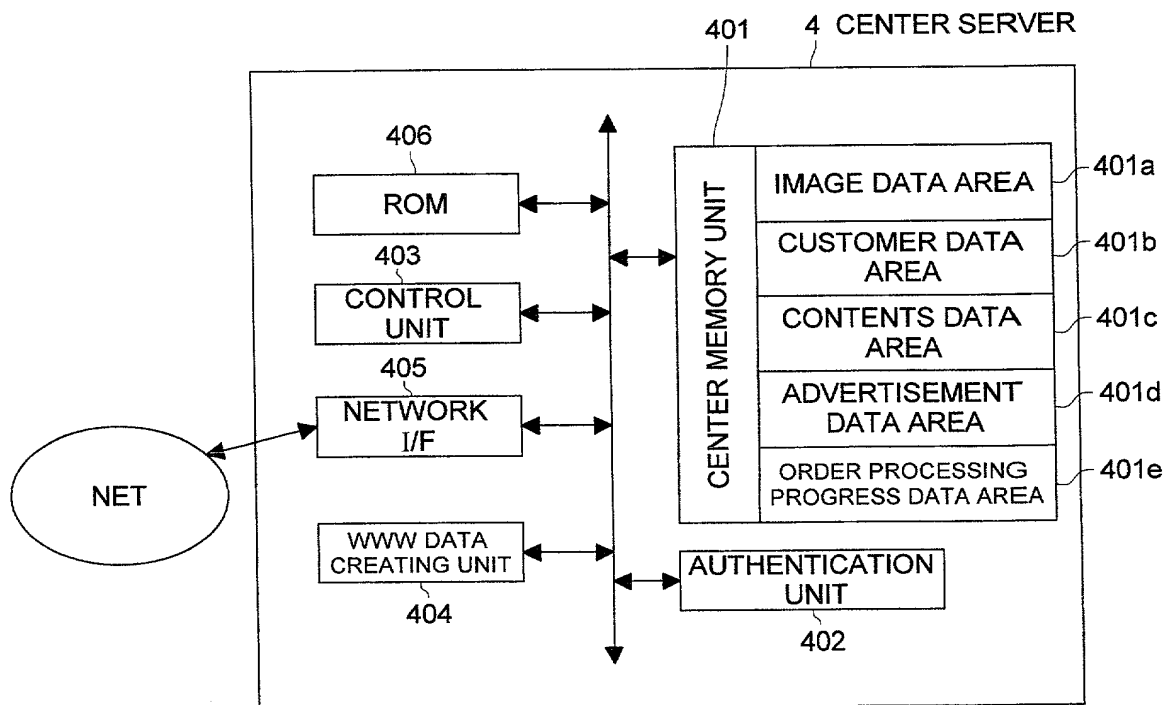 4 CENTER SERVER
401
406
ROM
403
CONTROL
UNIT
405
NETWORK
I/F
NET
WWW DATA
CREATING UNIT
404
CENTER MEMORY UNIT
IMAGE DATA AREA
401a
CUSTOMER DATA
AREA
401b
CONTENTS DATA
AREA
401c
ADVERTISEMENT
DATA AREA
401d
ORDER PROCESSING
PROGRESS DATA AREA
401e
AUTHENTICATION
UNIT
402